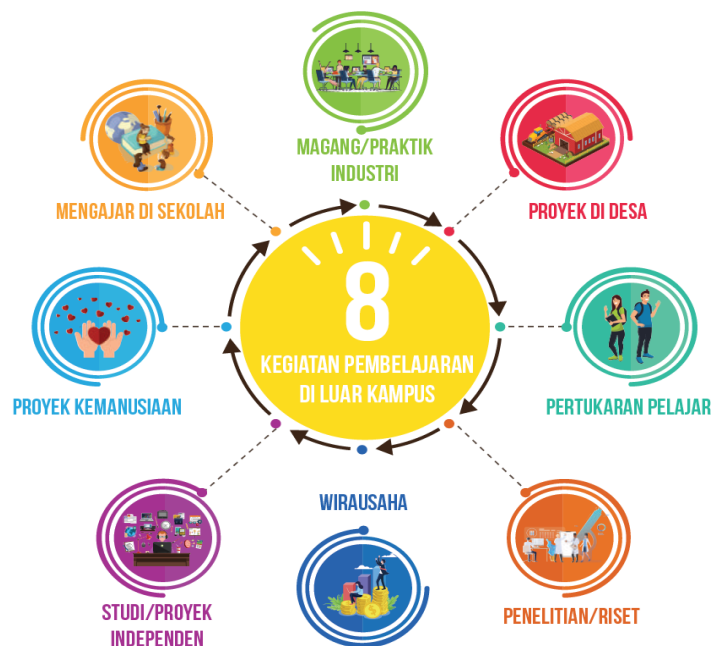 MAGANG/PRAKTIK
INDUSTRI
MENGAJAR DI SEKOLAH
PROYEK DI DESA
8
KEGIATAN PEMBELAJARAN
DI LUAR KAMPUS
PROYEK KEMANUSIAAN
PERTUKARAN PELAJAR
WIRAUSAHA
STUDI/PROYEK
INDEPENDEN
PENELITIAN/RISET